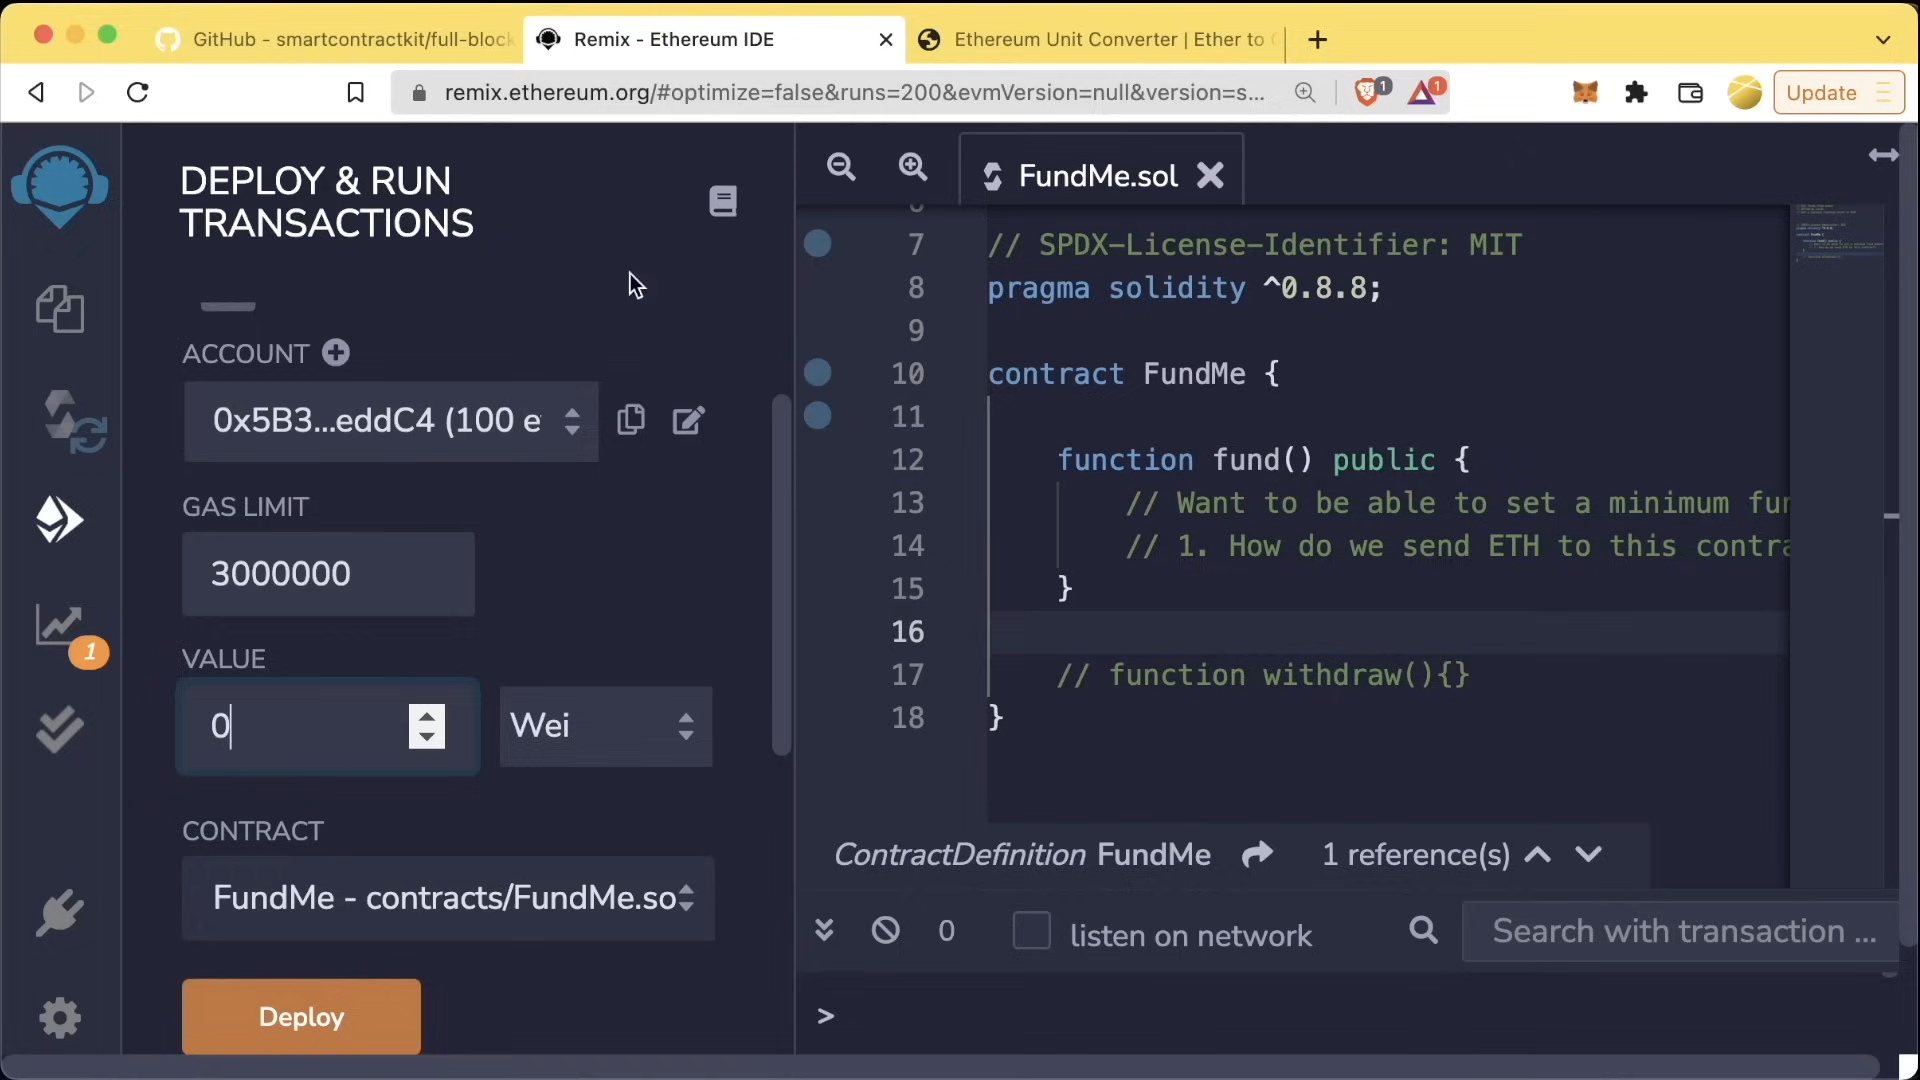 GitHub - smartcontractkit/full-block
Remix - Ethereum IDE
Ethereum Unit Converter | Ether to
remix.ethereum.org/#optimize=false&runs=200&evmVersion=null&version=s...
1
1
Update
DEPLOY & RUN
TRANSACTIONS
ACCOUNT
0x5B3...eddC4 (100 e
GAS LIMIT
3000000
VALUE
0
Wei
CONTRACT
FundMe - contracts/FundMe.so
Deploy
1
FundMe.sol
7 // SPDX-License-Identifier: MIT
8 pragma solidity ^0.8.8;
9
10 contract FundMe {
11
12 function fund() public {
13 // Want to be able to set a minimum fun
14 // 1. How do we send ETH to this contra
15 }
16
17 // function withdraw(){}
18 }
ContractDefinition FundMe 1 reference(s)
0 listen on network Search with transaction ...
>